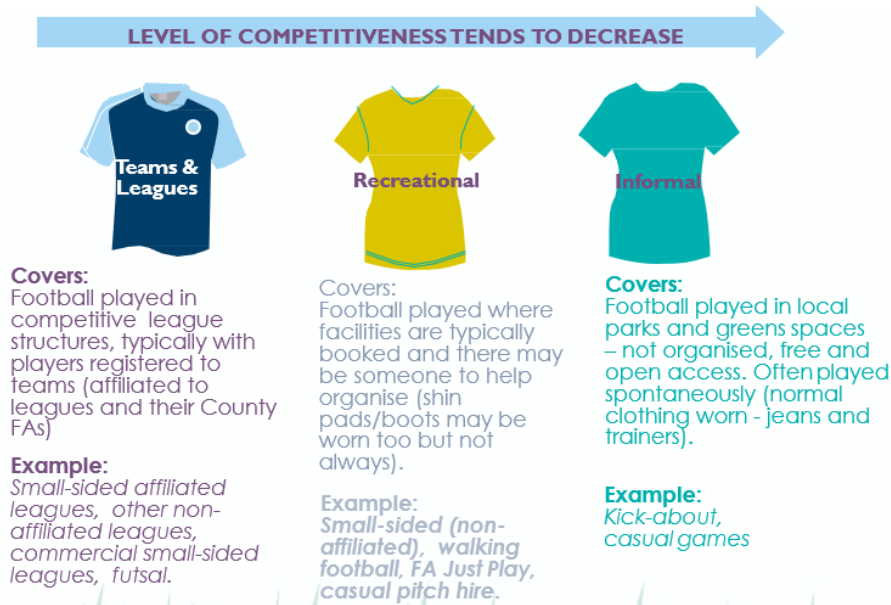 LEVEL OF COMPETITIVENESS TENDS TO DECREASE
Teams &
Leagues
Recreational
Informal
Covers:
Football played in
competitive league
structures, typically with
players registered to
teams (affiliated to
leagues and their County
FAs)
Example:
Small-sided affiliated
leagues, other non-
affiliated leagues,
commercial small-sided
leagues, futsal.
Covers:
Football played where
facilities are typically
booked and there may
be someone to help
organise (shin
pads/boots may be
worn too but not
always).
Example:
Small-sided (non-
affiliated), walking
football, FA Just Play,
casual pitch hire.
Covers:
Football played in local
parks and greens spaces
– not organised, free and
open access. Often played
spontaneously (normal
clothing worn - jeans and
trainers).
Example:
Kick-about,
casual games